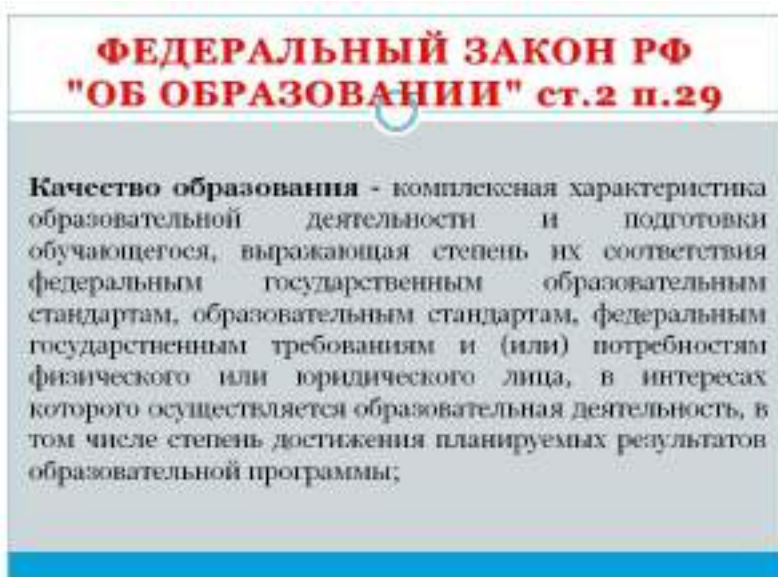 ФЕДЕРАЛЬНЫЙ ЗАКОН РФ
"ОБ ОБРАЗОВАНИИ" ст.2 п.29
Качество образования - комплексная характеристика
образовательной деятельности и подготовки
обучающегося, выражающая степень их соответствия
федеральным государственным образовательным
стандартам, образовательным стандартам, федеральным
государственным требованиям и (или) потребностям
физического или юридического лица, в интересах
которого осуществляется образовательная деятельность, в
том числе степень достижения планируемых результатов
образовательной программы;